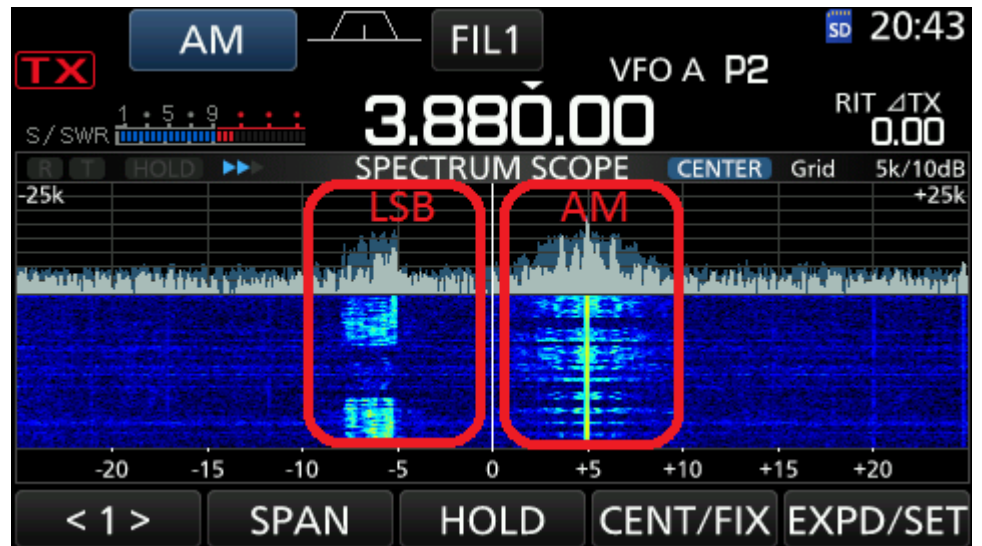 AM FIL1 SD 20:43
TX VFO A P2
1 • 5 • 9 3.880.00 RIT ⊿TX
S/SWR 0.00
R T HOLD SPECTRUM SCOPE CENTER Grid 5k/10dB
-25k LSB AM +25k
-20 -15 -10 -5 0 +5 +10 +15 +20
< 1 > SPAN HOLD CENT/FIX EXPD/SET